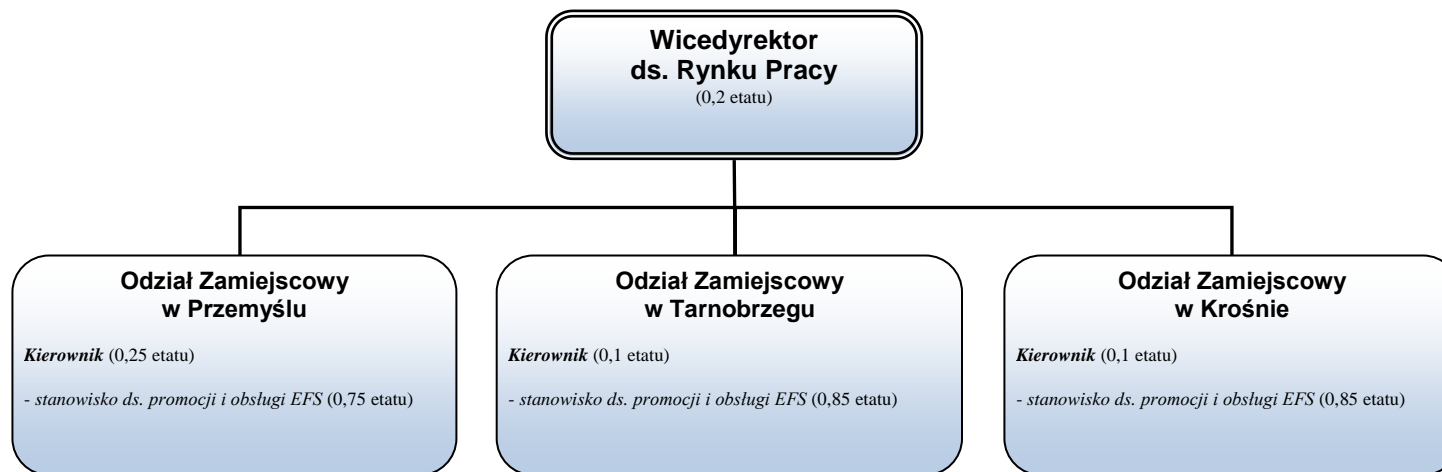 Wicedyrektor
ds. Rynku Pracy
(0,2 etatu)
Odział Zamiejscowy
w Przemyślu
Kierownik (0,25 etatu)
- stanowisko ds. promocji i obsługi EFS (0,75 etatu)
Odział Zamiejscowy
w Tarnobrzegu
Kierownik (0,1 etatu)
- stanowisko ds. promocji i obsługi EFS (0,85 etatu)
Odział Zamiejscowy
w Krośnie
Kierownik (0,1 etatu)
- stanowisko ds. promocji i obsługi EFS (0,85 etatu)